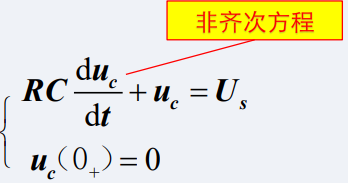 非齐次方程
RC du_c/dt + u_c = U_s
u_c(0_+) = 0